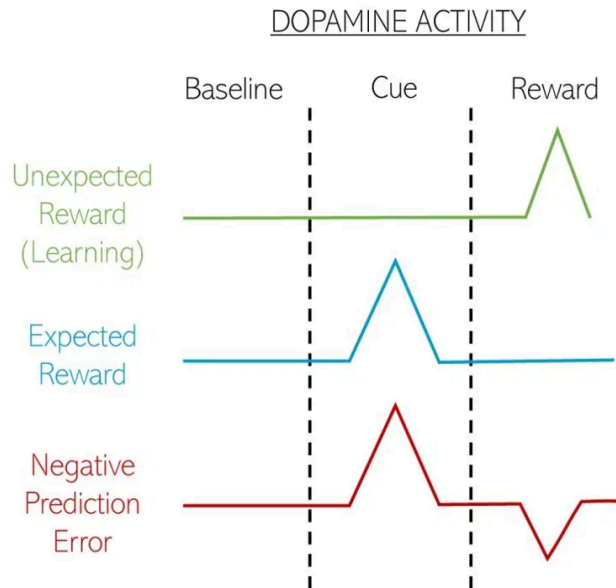 DOPAMINE ACTIVITY
Baseline
Cue
Reward
Unexpected
Reward
(Learning)
Expected
Reward
Negative
Prediction
Error